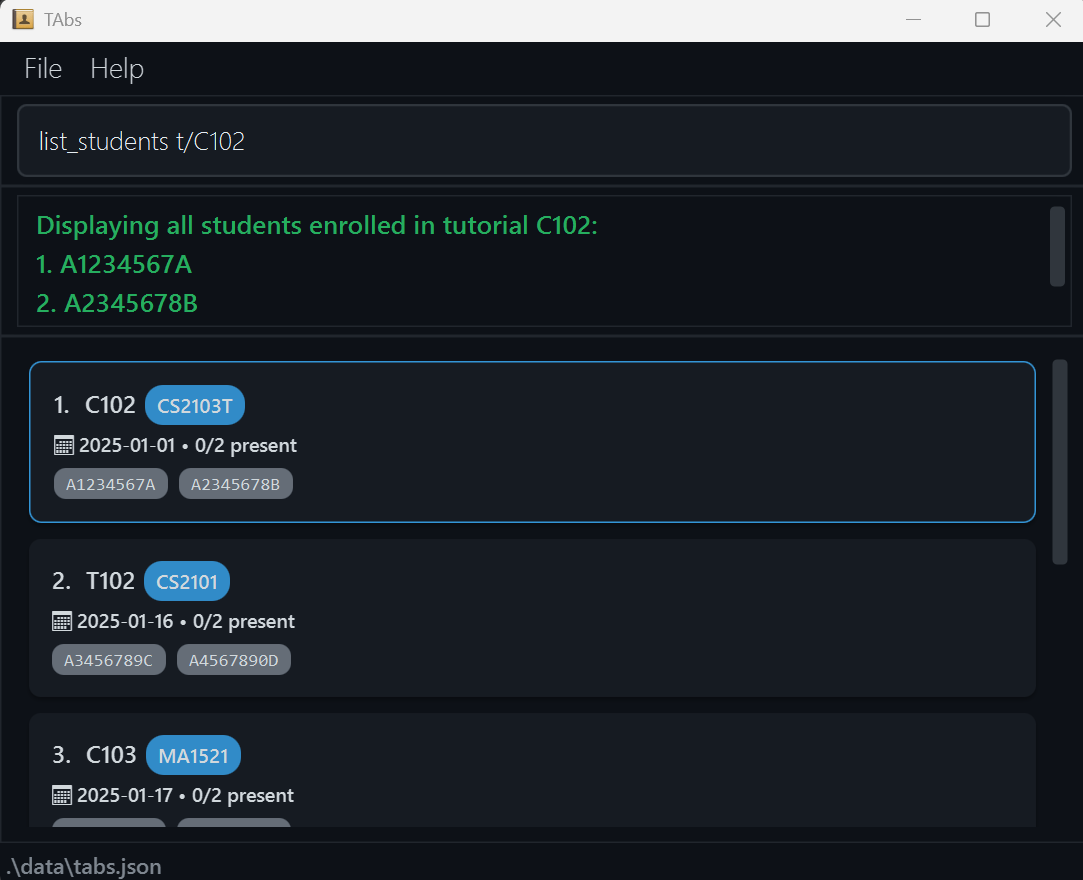 TAbs
File Help
list_students t/C102
Displaying all students enrolled in tutorial C102:
1. A1234567A
2. A2345678B
1. C102 CS2103T
2025-01-01 • 0/2 present
A1234567A A2345678B
2. T102 CS2101
2025-01-16 • 0/2 present
A3456789C A4567890D
3. C103 MA1521
2025-01-17 • 0/2 present
.\data\tabs.json